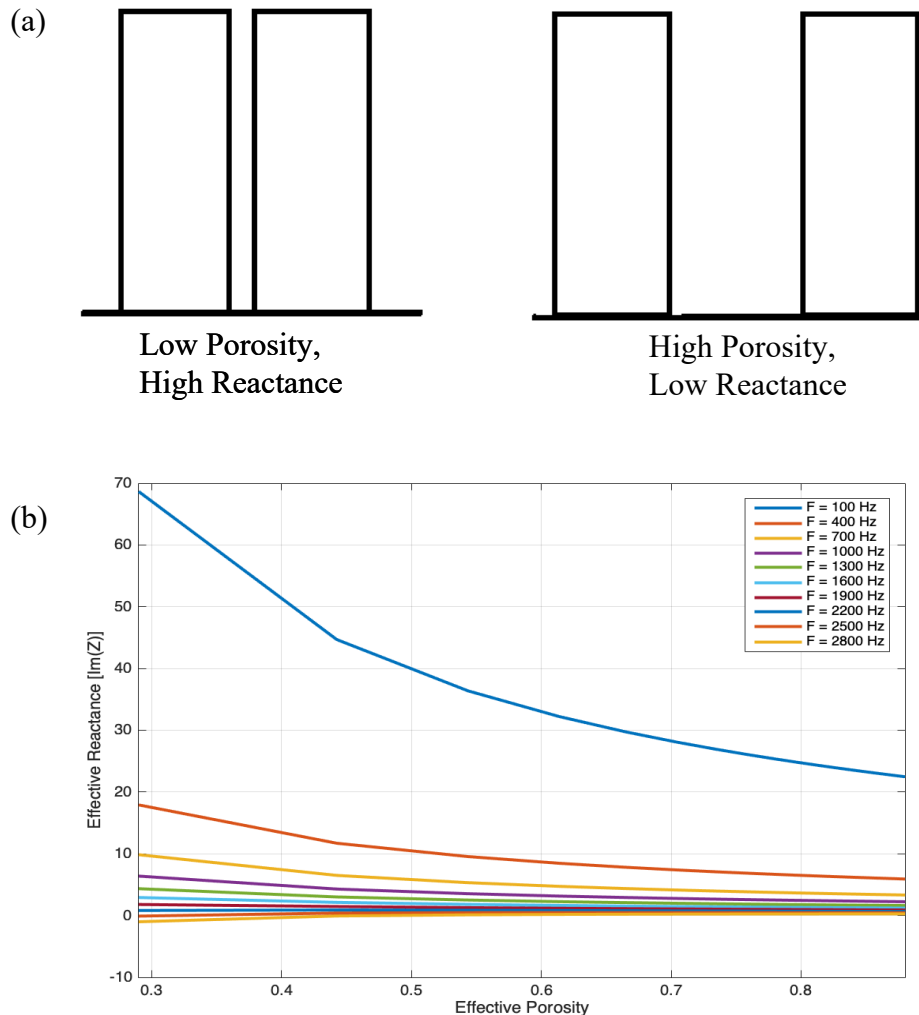 (a)
Low Porosity,
High Reactance
High Porosity,
Low Reactance
(b)
70
60
50
40
30
20
10
0
-10
Effective Reactance [Im(Z)]
F = 100 Hz
F = 400 Hz
F = 700 Hz
F = 1000 Hz
F = 1300 Hz
F = 1600 Hz
F = 1900 Hz
F = 2200 Hz
F = 2500 Hz
F = 2800 Hz
0.3 0.4 0.5 0.6 0.7 0.8
Effective Porosity